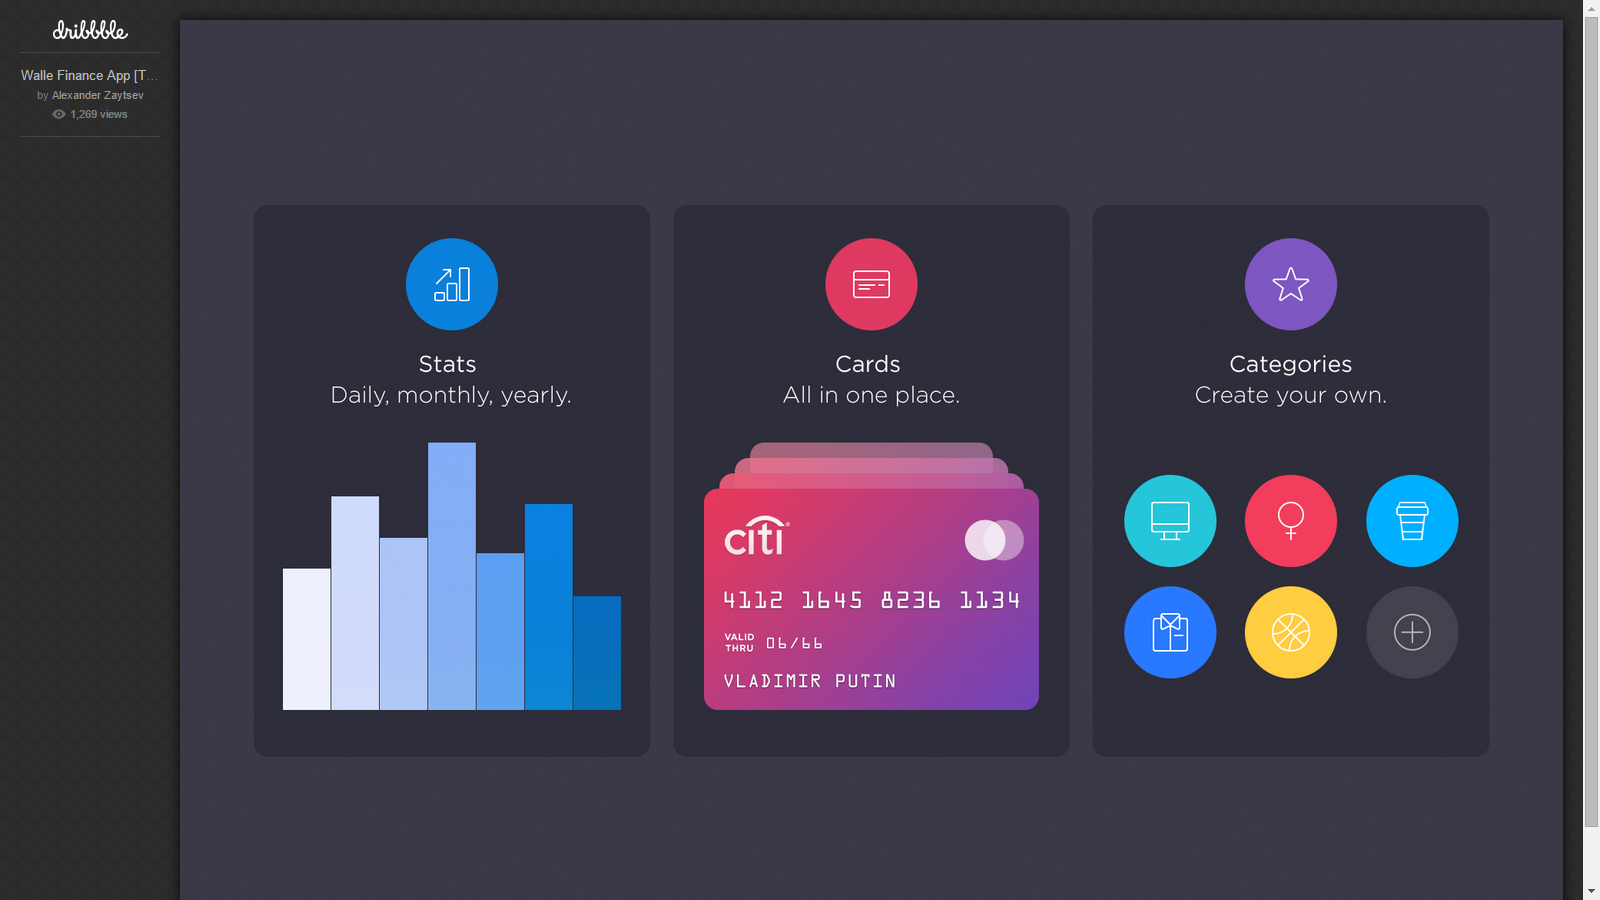 dribbble
Walle Finance App [T...
by Alexander Zaytsev
1,269 views
Stats
Daily, monthly, yearly.
Cards
All in one place.
citi
4112 1645 8236 1134
VALID
THRU 06/66
VLADIMIR PUTIN
Categories
Create your own.